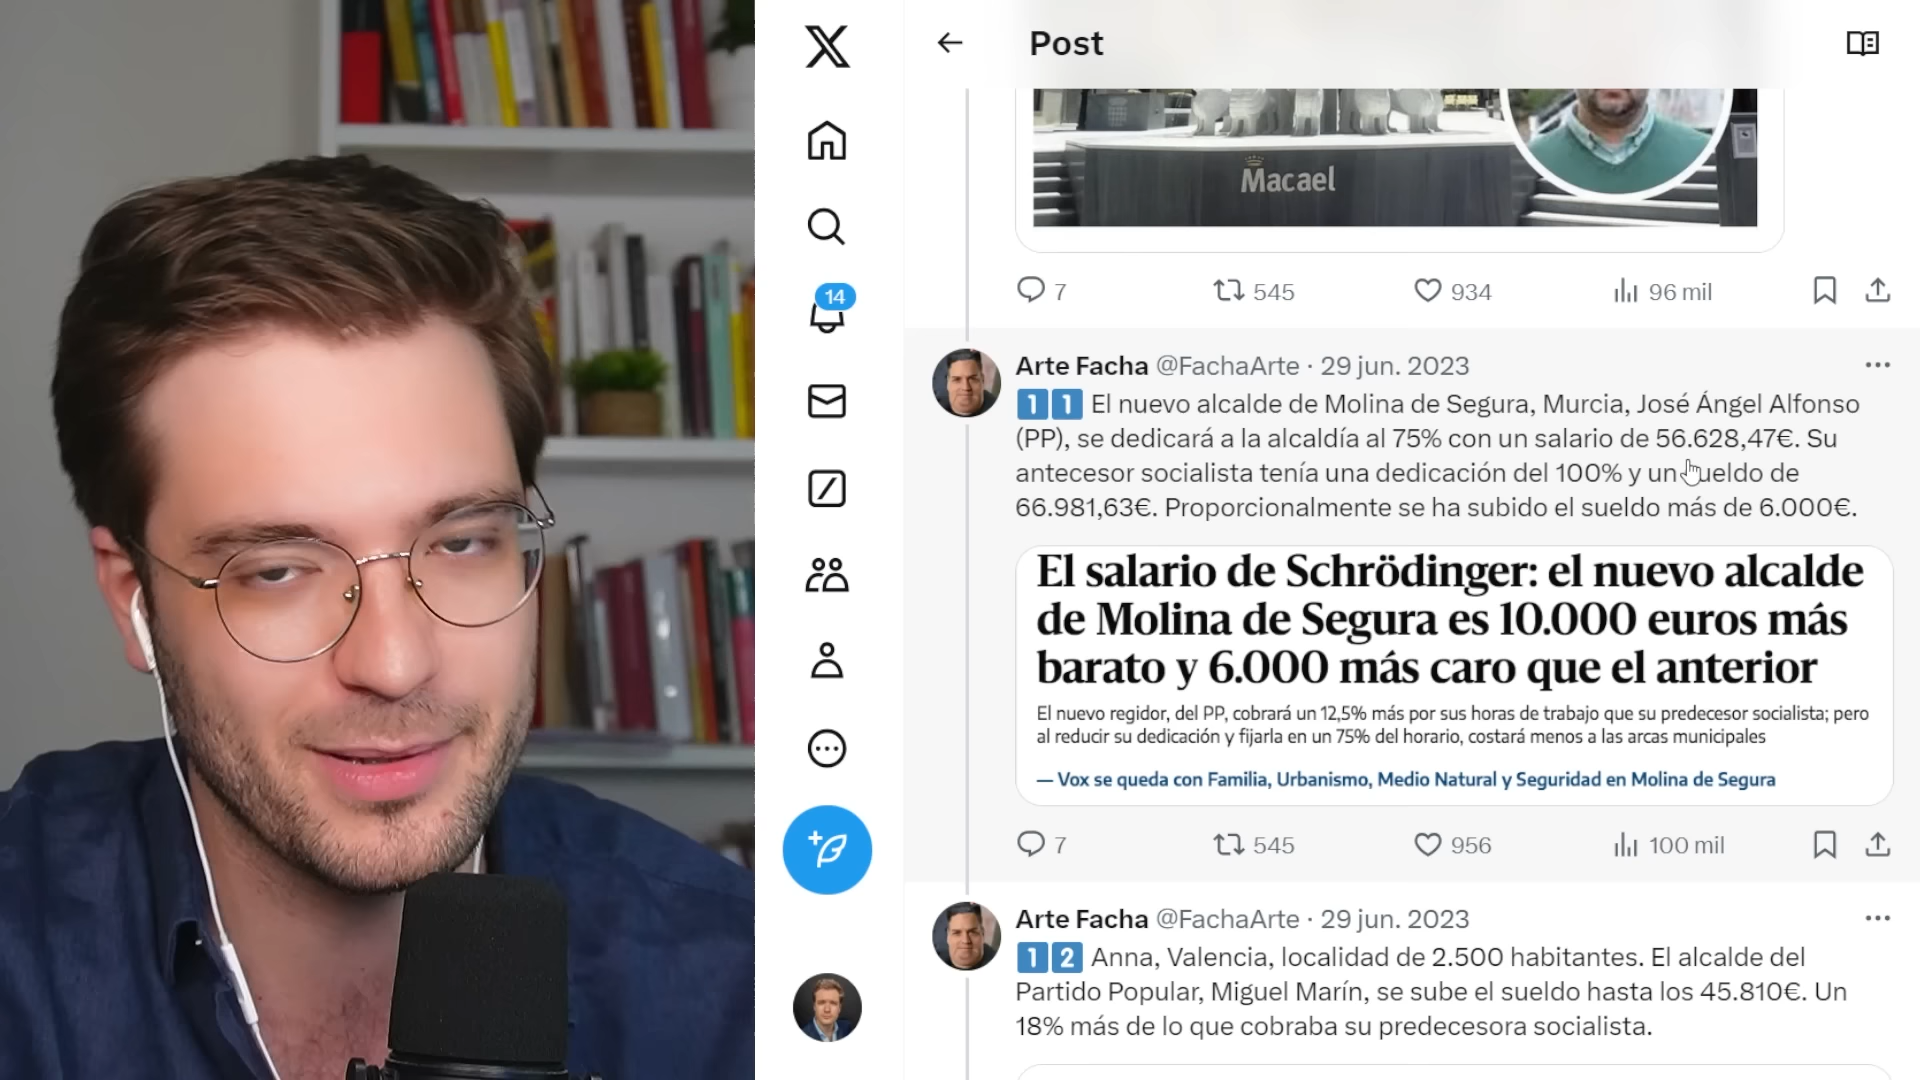 Post
Macael
7 545 934 96 mil
14
Arte Facha @FachaArte · 29 jun. 2023
11 El nuevo alcalde de Molina de Segura, Murcia, José Ángel Alfonso
(PP), se dedicará a la alcaldía al 75% con un salario de 56.628,47€. Su
antecesor socialista tenía una dedicación del 100% y un sueldo de
66.981,63€. Proporcionalmente se ha subido el sueldo más de 6.000€.
El salario de Schrödinger: el nuevo alcalde
de Molina de Segura es 10.000 euros más
barato y 6.000 más caro que el anterior
El nuevo regidor, del PP, cobrará un 12,5% más por sus horas de trabajo que su predecesor socialista; pero
al reducir su dedicación y fijarla en un 75% del horario, costará menos a las arcas municipales
— Vox se queda con Familia, Urbanismo, Medio Natural y Seguridad en Molina de Segura
7 545 956 100 mil
Arte Facha @FachaArte · 29 jun. 2023
12 Anna, Valencia, localidad de 2.500 habitantes. El alcalde del
Partido Popular, Miguel Marín, se sube el sueldo hasta los 45.810€. Un
18% más de lo que cobraba su predecesora socialista.